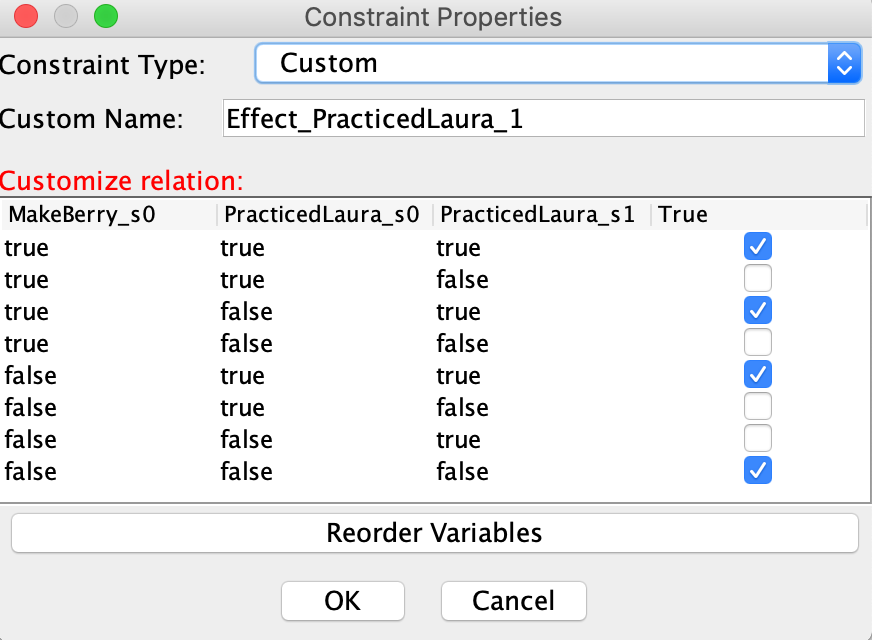 Constraint Properties
Constraint Type: Custom
Custom Name: Effect_PracticedLaura_1
Customize relation:
MakeBerry_s0 PracticedLaura_s0 PracticedLaura_s1 True
true true true
true true false
true false true
true false false
false true true
false true false
false false true
false false false
Reorder Variables
OK Cancel